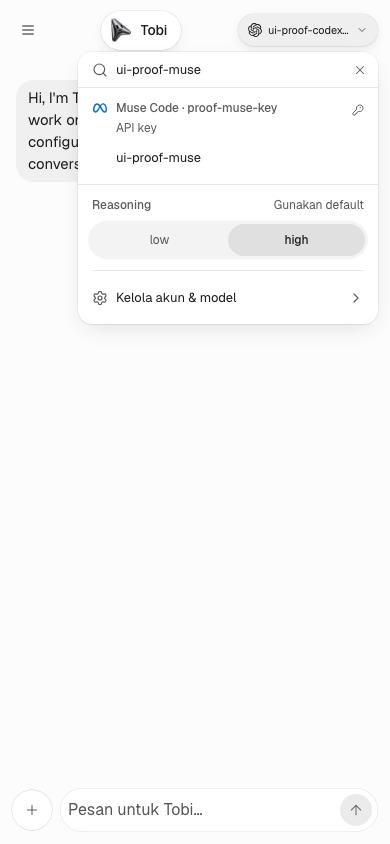 Tobi
ui-proof-codex...
ui-proof-muse
Hi, I'm T
work on
configu
convers
Muse Code · proof-muse-key
API key
ui-proof-muse
Reasoning
Gunakan default
low
high
Kelola akun & model
Pesan untuk Tobi...